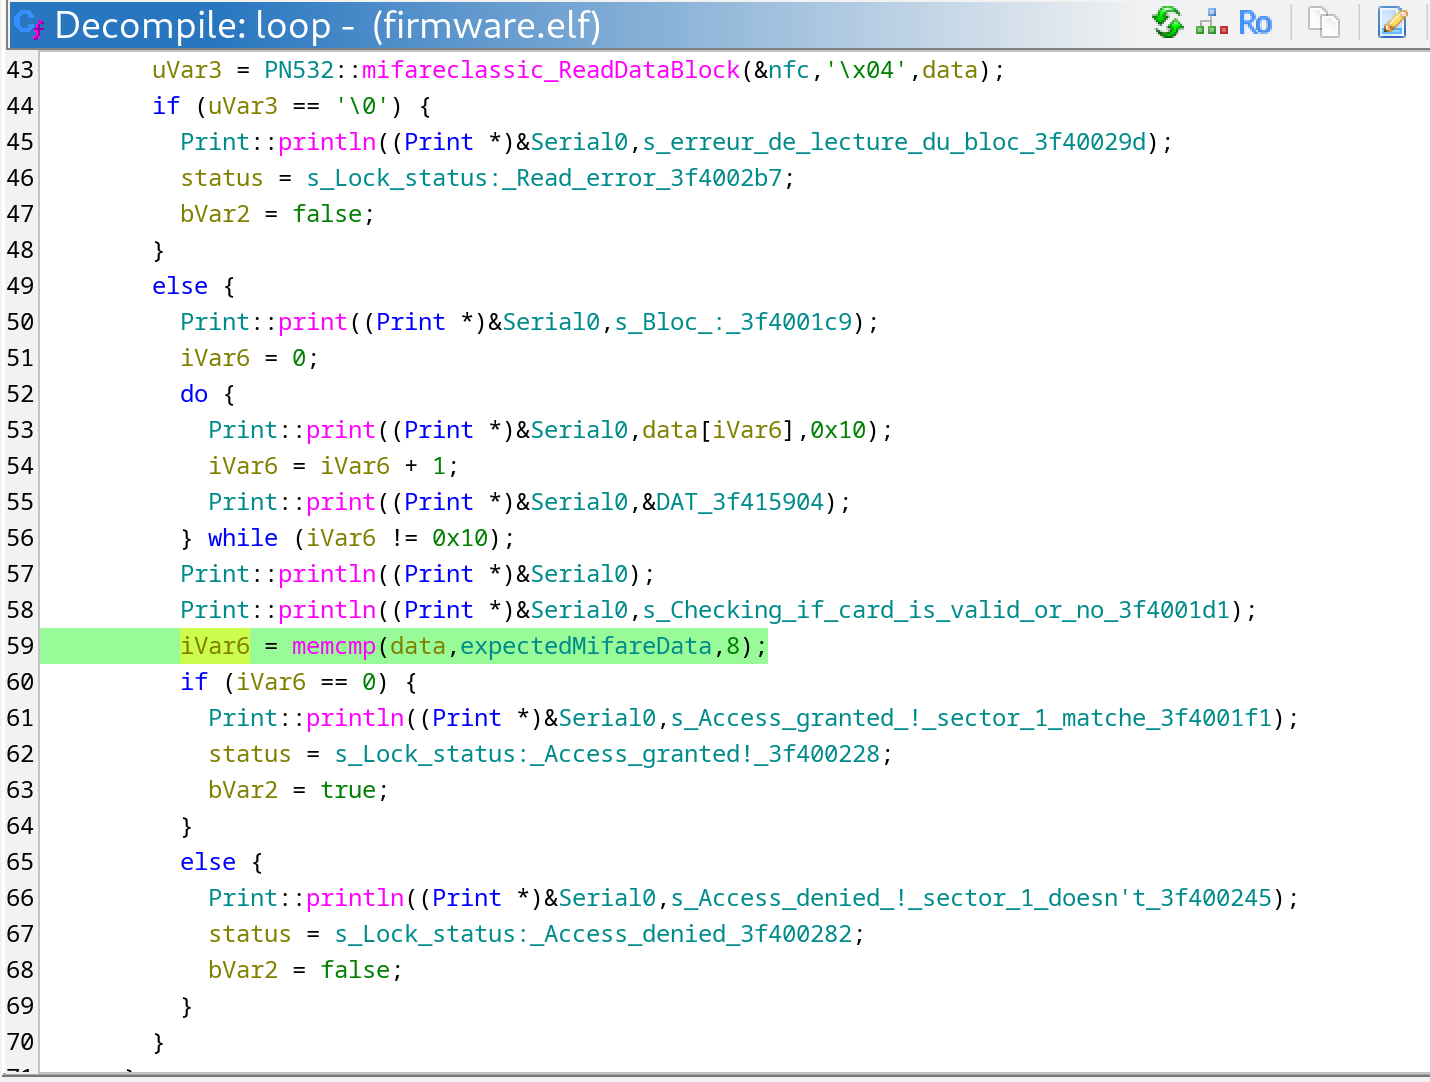 Decompile: loop - (firmware.elf)
Ro
43 uVar3 = PN532::mifareclassic_ReadDataBlock(&nfc,'\x04',data);
44 if (uVar3 == '\0') {
45 Print::println((Print *)&Serial0,s_erreur_de_lecture_du_bloc_3f40029d);
46 status = s_Lock_status:_Read_error_3f4002b7;
47 bVar2 = false;
48 }
49 else {
50 Print::print((Print *)&Serial0,s_Bloc_:_3f4001c9);
51 iVar6 = 0;
52 do {
53 Print::print((Print *)&Serial0,data[iVar6],0x10);
54 iVar6 = iVar6 + 1;
55 Print::print((Print *)&Serial0,&DAT_3f415904);
56 } while (iVar6 != 0x10);
57 Print::println((Print *)&Serial0);
58 Print::println((Print *)&Serial0,s_Checking_if_card_is_valid_or_no_3f4001d1);
59 iVar6 = memcmp(data,expectedMifareData,8);
60 if (iVar6 == 0) {
61 Print::println((Print *)&Serial0,s_Access_granted_!_sector_1_matche_3f4001f1);
62 status = s_Lock_status:_Access_granted!_3f400228;
63 bVar2 = true;
64 }
65 else {
66 Print::println((Print *)&Serial0,s_Access_denied_!_sector_1_doesn't_3f400245);
67 status = s_Lock_status:_Access_denied_3f400282;
68 bVar2 = false;
69 }
70 }